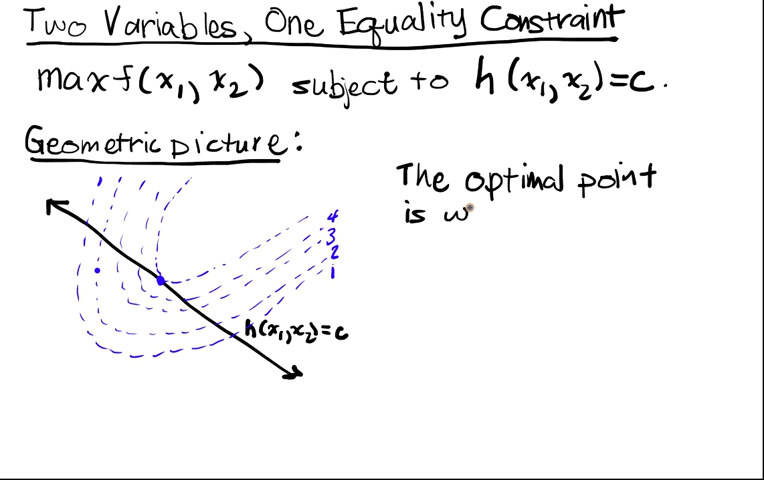 Two Variables, One Equality Constraint
max f(x₁, x₂) subject to h(x₁, x₂)=c.
Geometric picture:
The optimal point
is w
4
3
2
1
h(x₁, x₂)=c